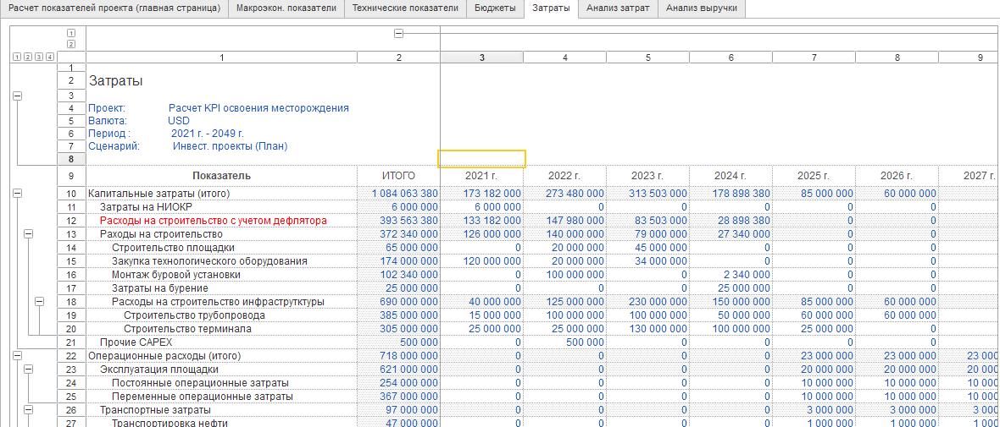 Расчет показателей проекта (главная страница) Макроэкон. показатели Технические показатели Бюджеты Затраты Анализ затрат Анализ выручки
1
2
1 2 3 4 1 2 3 4 5 6 7 8 9
1
2 Затраты
3
4 Проект: Расчет KPI освоения месторождения
5 Валюта: USD
6 Период : 2021 г. - 2049 г.
7 Сценарий: Инвест. проекты (План)
8
9 Показатель ИТОГО 2021 г. 2022 г. 2023 г. 2024 г. 2025 г. 2026 г. 2027 г.
10 Капитальные затраты (итого) 1 084 063 380 173 182 000 273 480 000 313 503 000 178 898 380 85 000 000 60 000 000
11 Затраты на НИОКР 6 000 000 6 000 000 0 0 0 0 0
12 Расходы на строительство с учетом дефлятора 393 563 380 133 182 000 147 980 000 83 503 000 28 898 380 0 0
13 Раходы на строительство 372 340 000 126 000 000 140 000 000 79 000 000 27 340 000 0 0
14 Строительство площадки 65 000 000 0 20 000 000 45 000 000 0 0 0
15 Закупка технологического оборудования 174 000 000 120 000 000 20 000 000 34 000 000 0 0 0
16 Монтаж буровой установки 102 340 000 0 100 000 000 0 2 340 000 0 0
17 Затраты на бурение 25 000 000 0 0 0 25 000 000 0 0
18 Расходы на строительство инфраструтктуры 690 000 000 40 000 000 125 000 000 230 000 000 150 000 000 85 000 000 60 000 000
19 Строительство трубопровода 385 000 000 15 000 000 100 000 000 100 000 000 50 000 000 60 000 000 60 000 000
20 Строительство терминала 305 000 000 25 000 000 25 000 000 130 000 000 100 000 000 25 000 000 0
21 Прочие CAPEX 500 000 0 500 000 0 0 0 0
22 Операционные расходы (итого) 718 000 000 0 0 0 0 23 000 000 23 000 000 23 000
23 Эксплуатация площадки 621 000 000 0 0 0 0 20 000 000 20 000 000 20 000
24 Постоянные операционные затраты 254 000 000 0 0 0 0 10 000 000 10 000 000 10 000
25 Переменные операционные затраты 367 000 000 0 0 0 0 10 000 000 10 000 000 10 000
26 Транспортные затраты 97 000 000 0 0 0 0 3 000 000 3 000 000 3 000
27 Транспортировка нефти 47 000 000 0 0 0 0 1 000 000 1 000 000 1 000